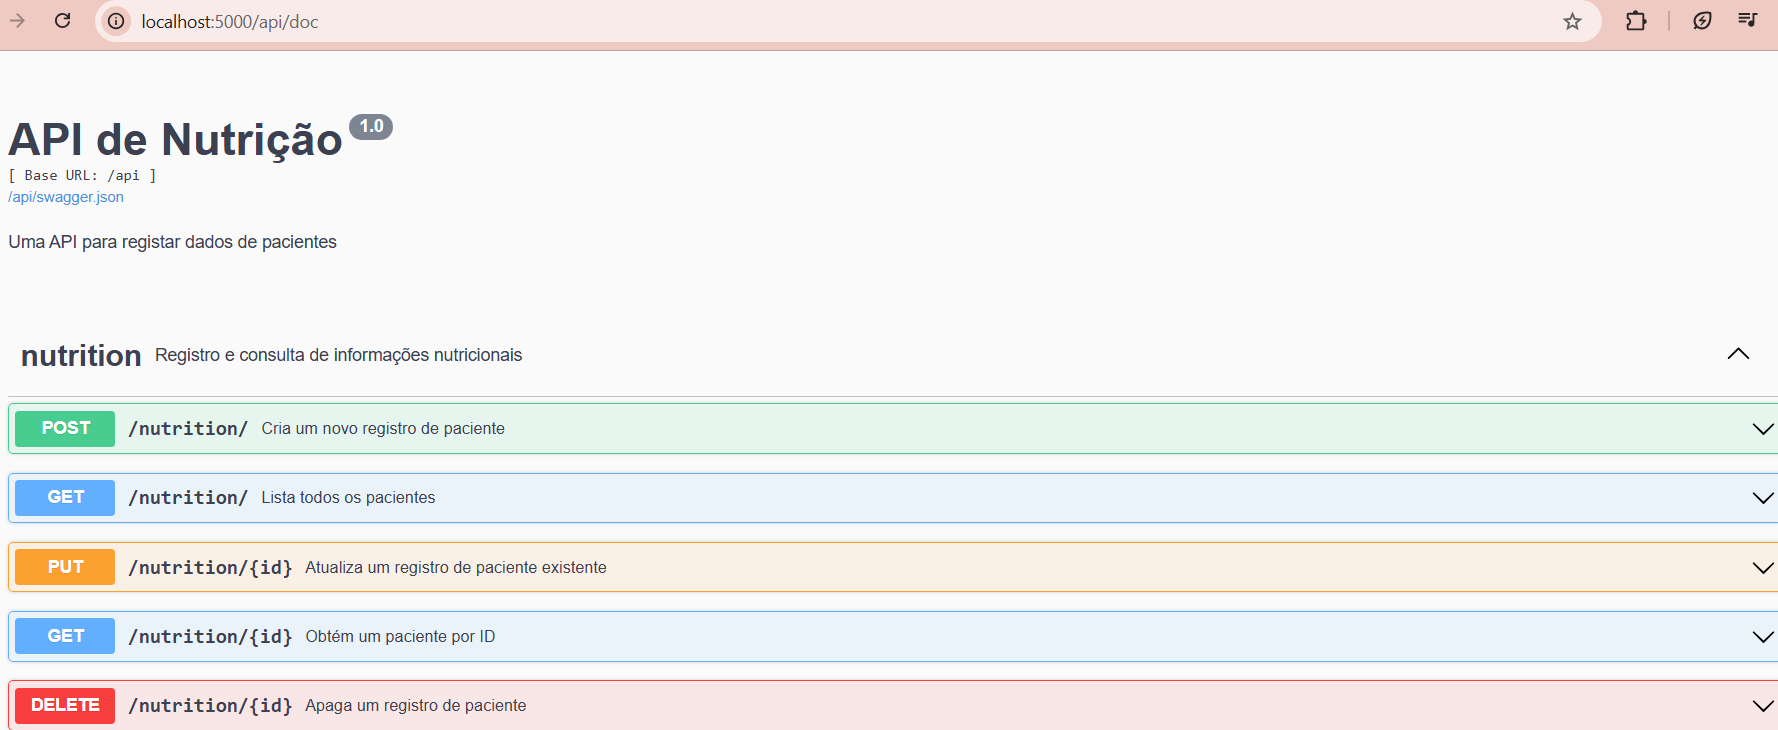 localhost:5000/api/doc
API de Nutrição 1.0
[ Base URL: /api ]
/api/swagger.json
Uma API para registar dados de pacientes
nutrition Registro e consulta de informações nutricionais
POST /nutrition/ Cria um novo registro de paciente
GET /nutrition/ Lista todos os pacientes
PUT /nutrition/{id} Atualiza um registro de paciente existente
GET /nutrition/{id} Obtém um paciente por ID
DELETE /nutrition/{id} Apaga um registro de paciente